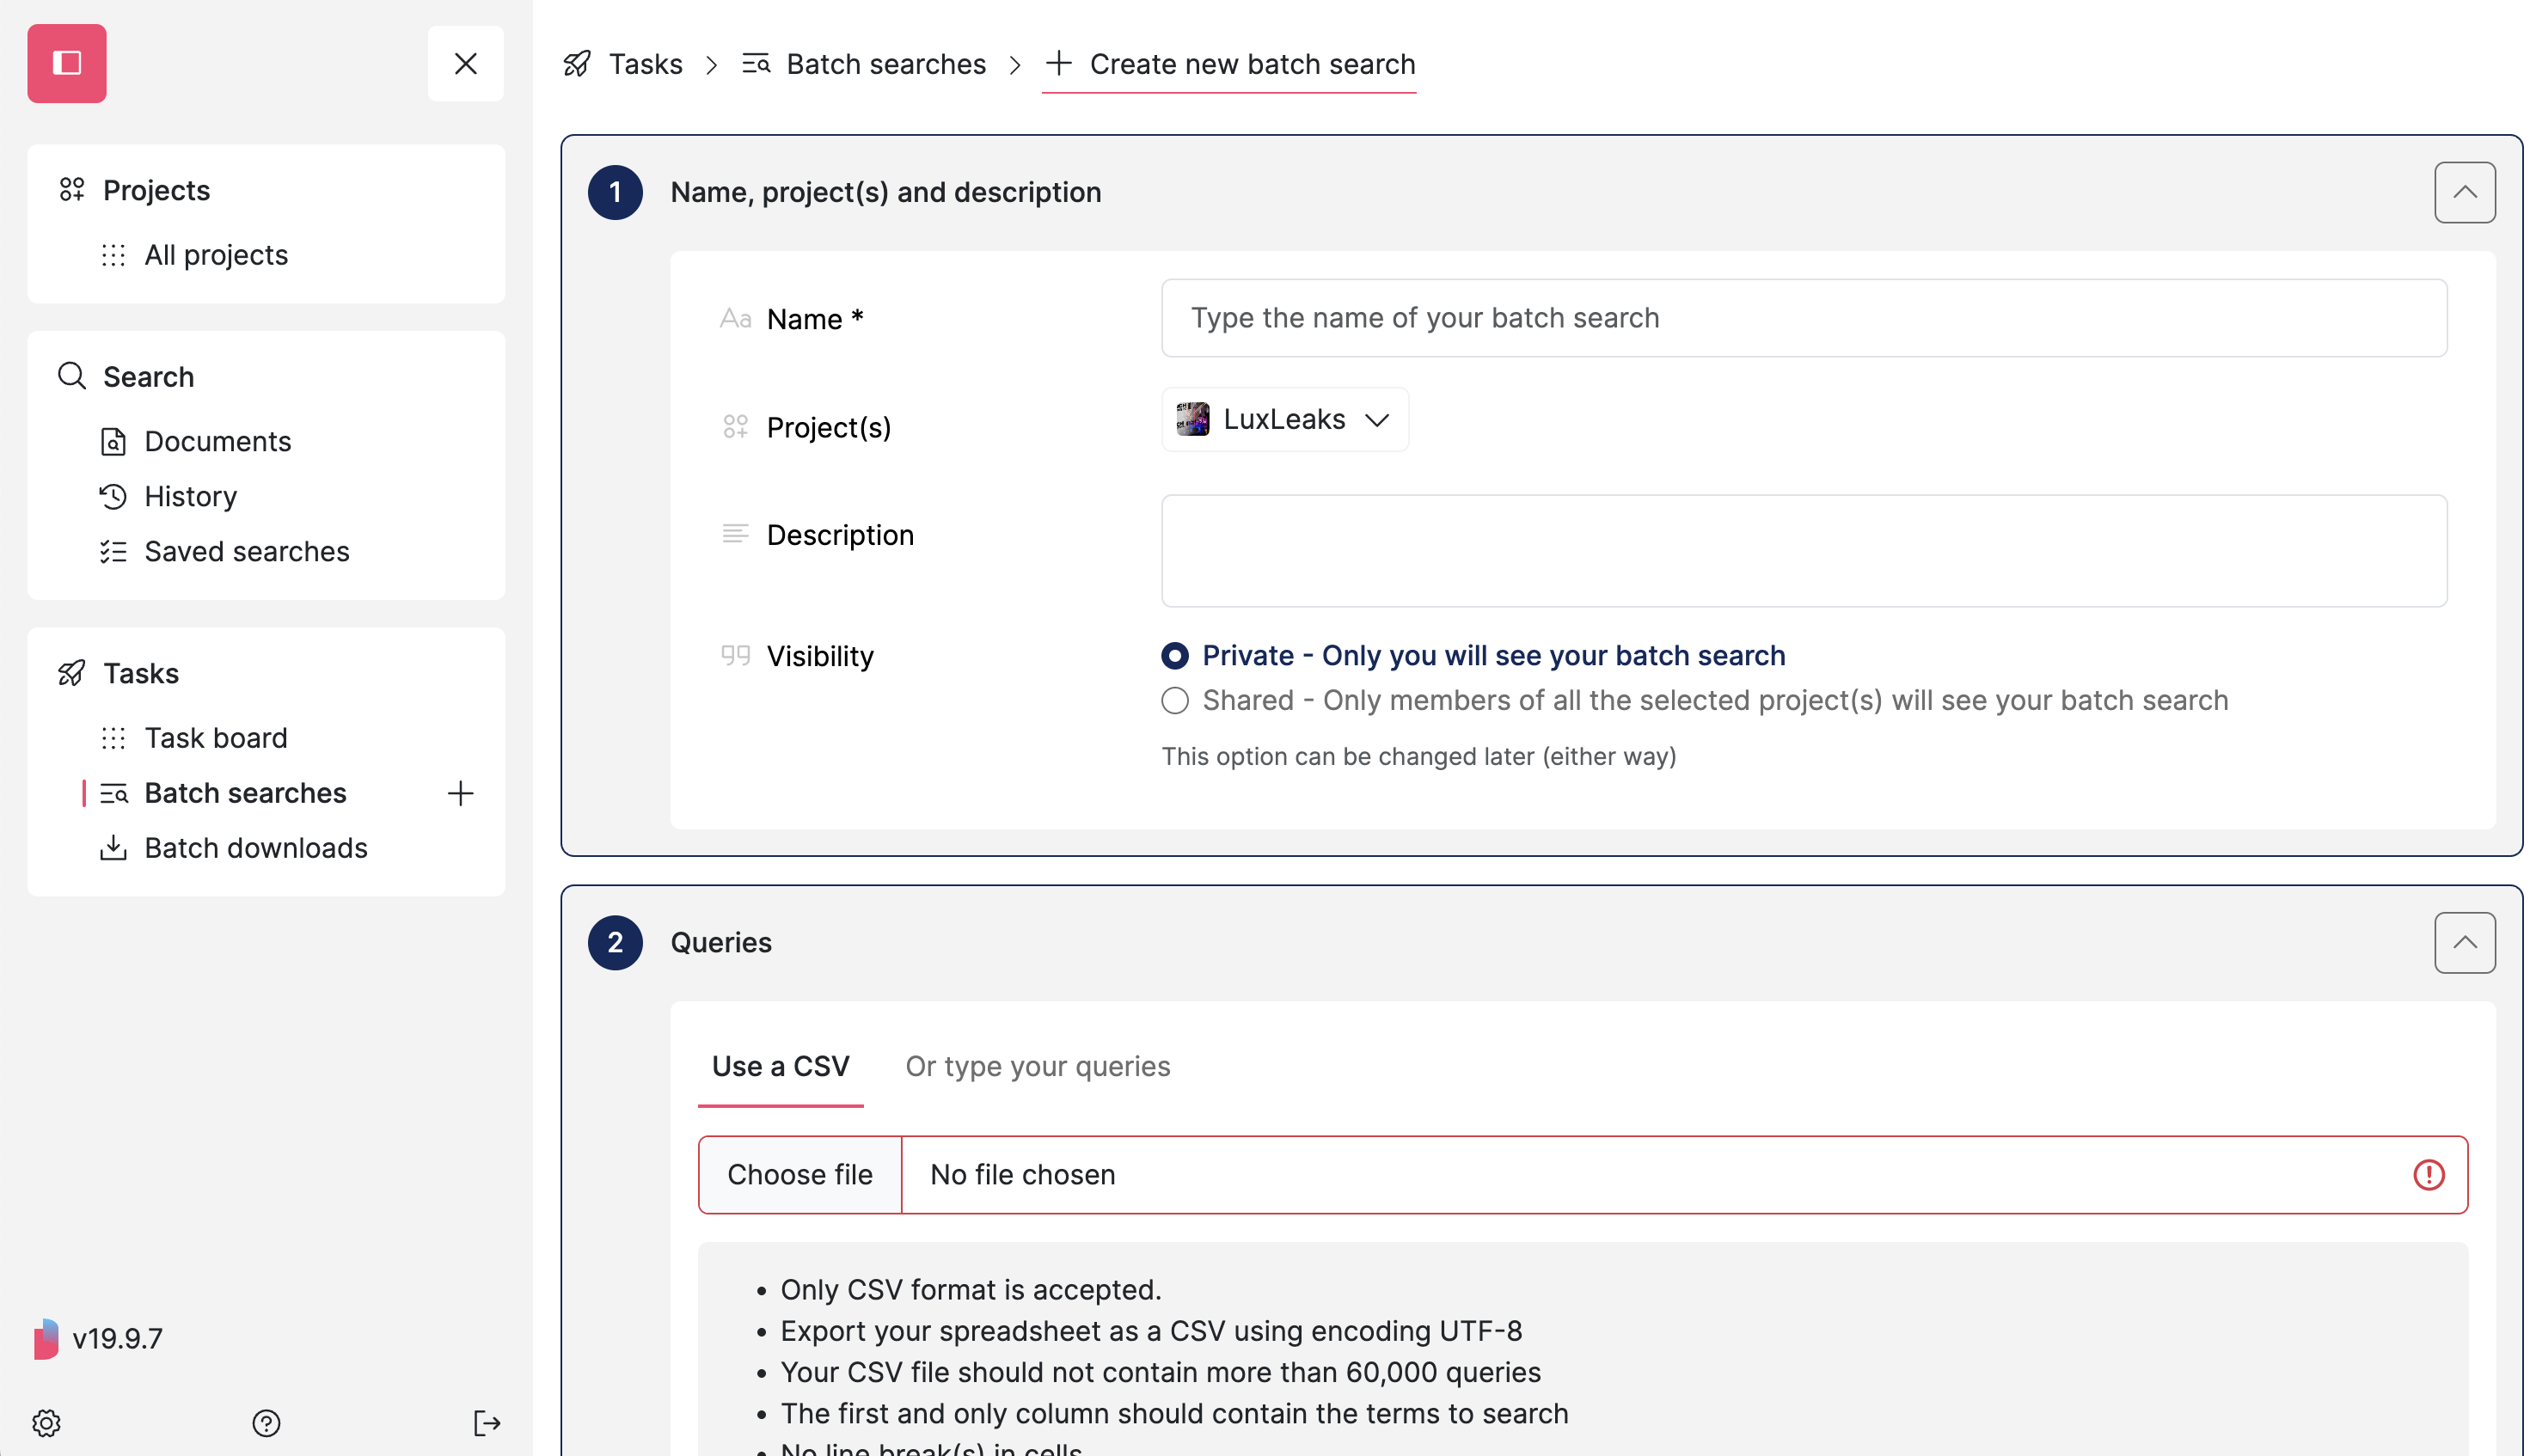 Projects
All projects
Search
Documents
History
Saved searches
Tasks
Task board
Batch searches
Batch downloads
v19.9.7
Tasks
Batch searches
Create new batch search
1 Name, project(s) and description
Aa Name *
Type the name of your batch search
Project(s)
LuxLeaks
Description
Visibility
Private - Only you will see your batch search
Shared - Only members of all the selected project(s) will see your batch search
This option can be changed later (either way)
2 Queries
Use a CSV Or type your queries
Choose file No file chosen
• Only CSV format is accepted.
• Export your spreadsheet as a CSV using encoding UTF-8
• Your CSV file should not contain more than 60,000 queries
• The first and only column should contain the terms to search
• No line break(s) in cells